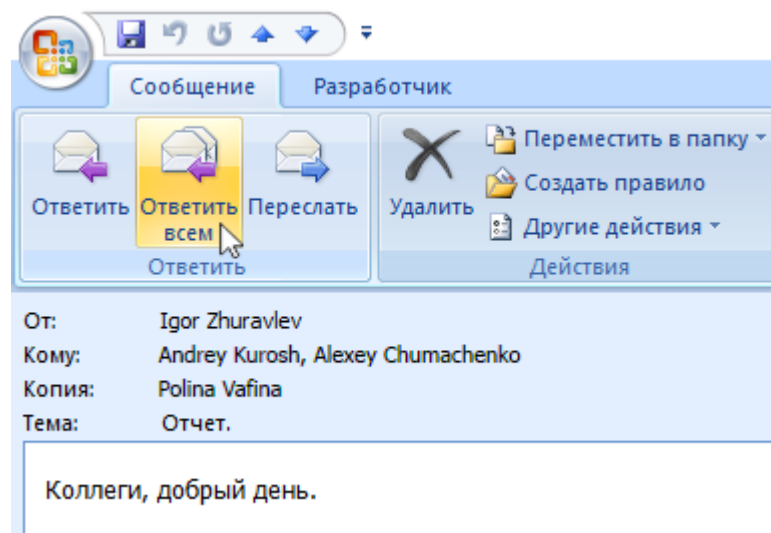 Сообщение Разработчик
Ответить Ответить всем Переслать Удалить Переместить в папку
Создать правило
Другие действия
Ответить Действия
От: Igor Zhuravlev
Кому: Andrey Kurosh, Alexey Chumachenko
Копия: Polina Vafina
Тема: Отчет.
Коллеги, добрый день.